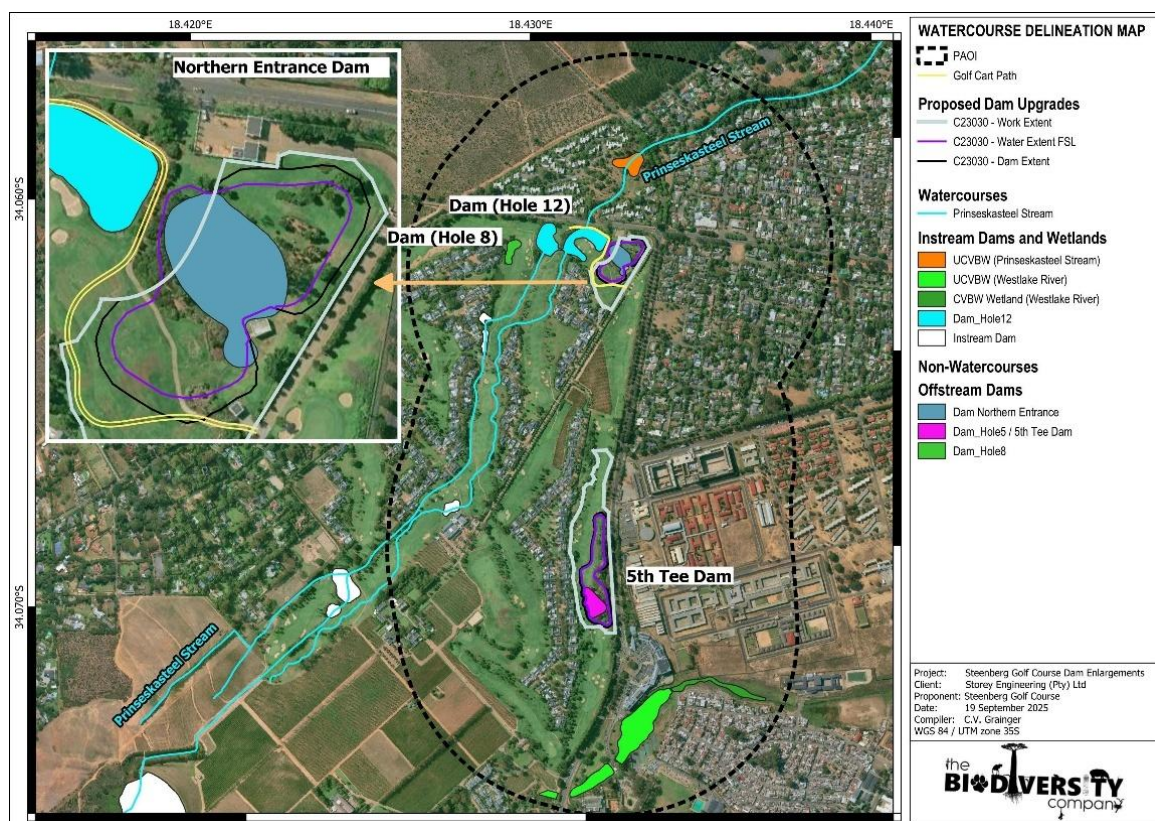 18.420°E
18.430°E
18.440°E
34.060°S
34.070°S
Northern Entrance Dam
Prinseskasteel Stream
Dam (Hole 12)
Dam (Hole 8)
5th Tee Dam
Prinseskasteel Stream
WATERCOURSE DELINEATION MAP
PAOI
Golf Cart Path
Proposed Dam Upgrades
C23030 - Work Extent
C23030 - Water Extent FSL
C23030 - Dam Extent
Watercourses
Prinseskasteel Stream
Instream Dams and Wetlands
UCVBW (Prinseskasteel Stream)
UCVBW (Westlake River)
CVBW Wetland (Westlake River)
Dam_Hole12
Instream Dam
Non-Watercourses
Offstream Dams
Dam Northern Entrance
Dam_Hole5 / 5th Tee Dam
Dam_Hole8
Project: Steenberg Golf Course Dam Enlargements
Client: Storey Engineering (Pty) Ltd
Proponent: Steenberg Golf Course
Date: 19 September 2025
Compiler: C.V. Grainger
WGS 84 / UTM zone 35S
the
BIODIVERSITY
company